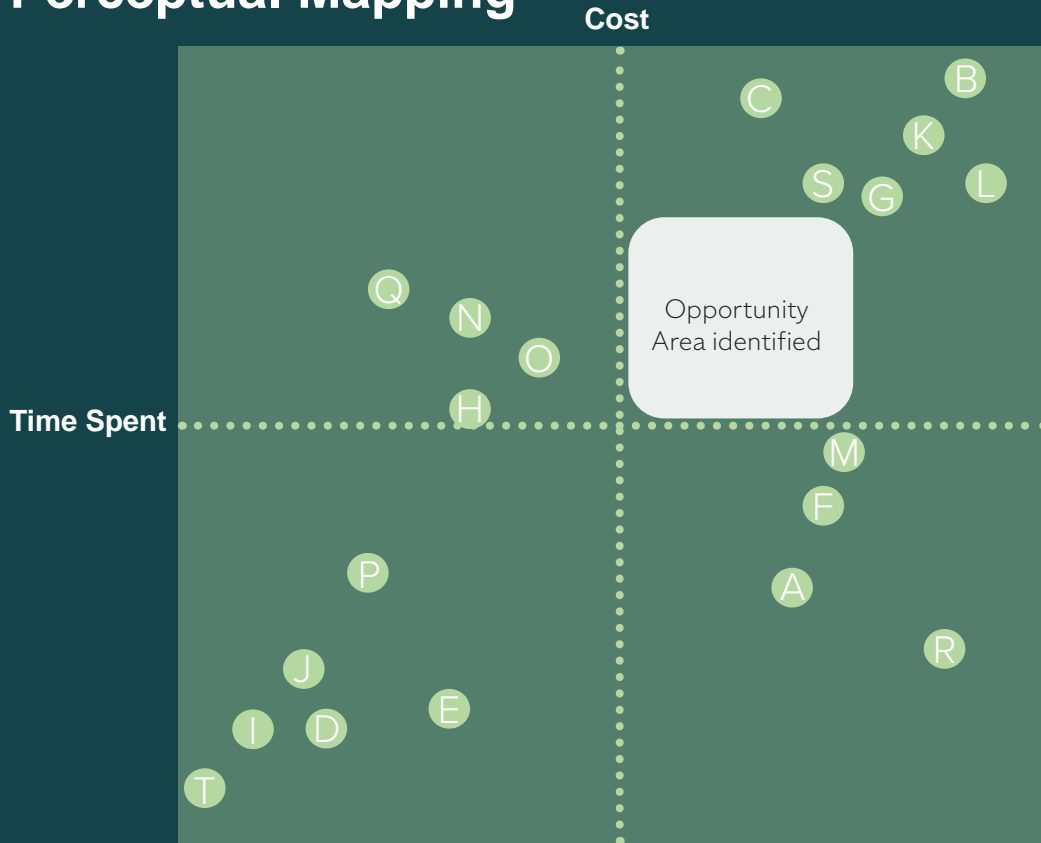 Perceptual Mapping
Cost
B
C
K
S
G
L
Q
N
Opportunity
Area identified
O
H
Time Spent
M
F
P
A
R
J
E
I
D
T